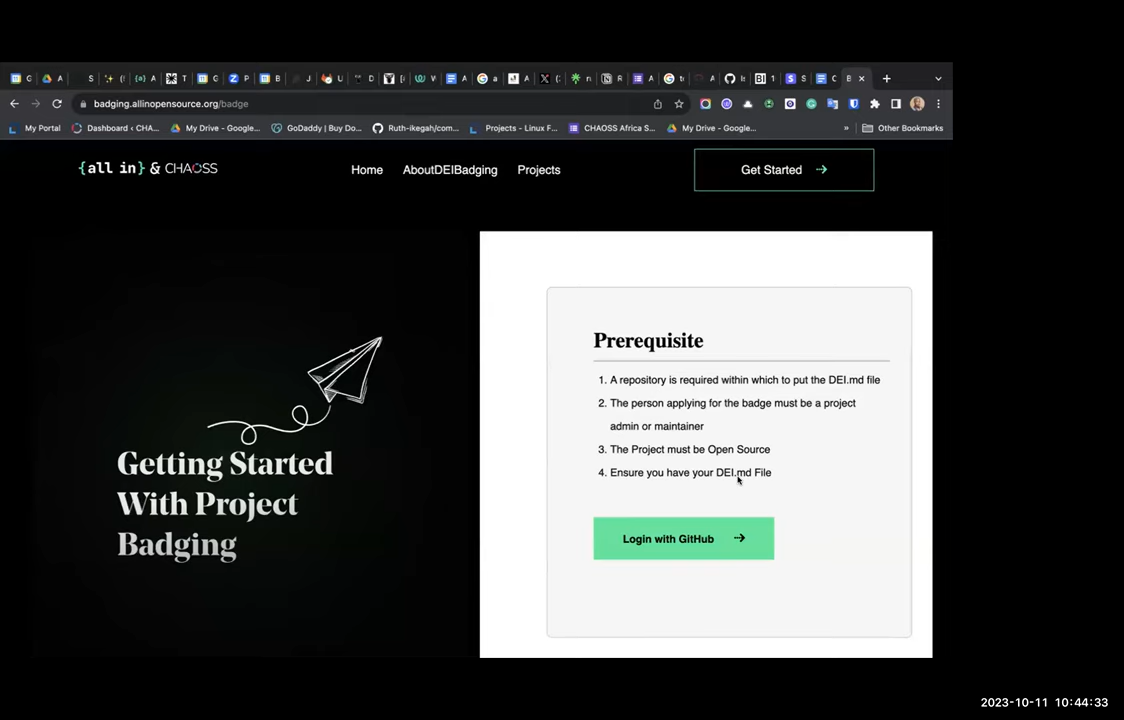 badging.allinopensource.org/badge
My Portal Dashboard ‹ CHA... My Drive - Google... GoDaddy | Buy Do... Ruth-ikegah/com... Projects - Linux F... CHAOSS Africa S... My Drive - Google... » Other Bookmarks
{all in} & CHAOSS Home AboutDEIBadging Projects Get Started
Getting Started
With Project
Badging
Prerequisite
1. A repository is required within which to put the DEI.md file
2. The person applying for the badge must be a project
admin or maintainer
3. The Project must be Open Source
4. Ensure you have your DEI.md File
Login with GitHub
2023-10-11 10:44:33